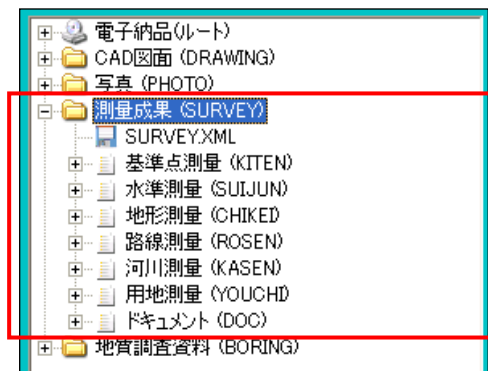 電子納品(ルート)
CAD図面 (DRAWING)
写真 (PHOTO)
測量成果 (SURVEY)
SURVEY.XML
基準点測量 (KITEN)
水準測量 (SUIJUN)
地形測量 (CHIKEI)
路線測量 (ROSEN)
河川測量 (KASEN)
用地測量 (YOUCHI)
ドキュメント (DOC)
地質調査資料 (BORING)